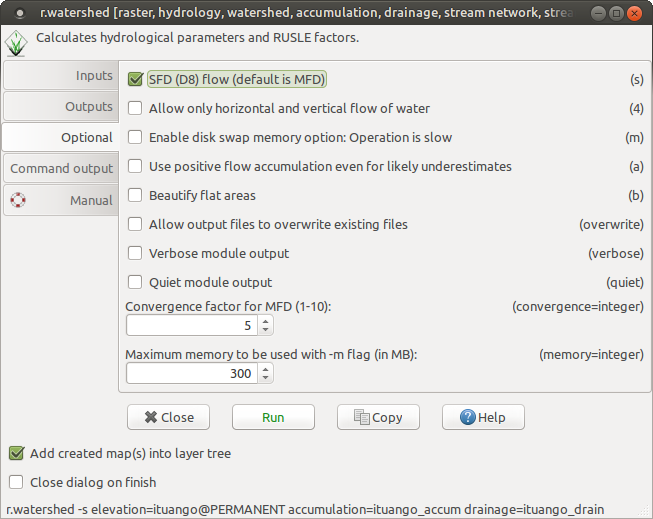 r.watershed [raster, hydrology, watershed, accumulation, drainage, stream network, strea
Calculates hydrological parameters and RUSLE factors.
Inputs
Outputs
Optional
Command output
Manual
SFD (D8) flow (default is MFD) (s)
Allow only horizontal and vertical flow of water (4)
Enable disk swap memory option: Operation is slow (m)
Use positive flow accumulation even for likely underestimates (a)
Beautify flat areas (b)
Allow output files to overwrite existing files (overwrite)
Verbose module output (verbose)
Quiet module output (quiet)
Convergence factor for MFD (1-10): (convergence=integer)
5
Maximum memory to be used with -m flag (in MB): (memory=integer)
300
Close Run Copy Help
Add created map(s) into layer tree
Close dialog on finish
r.watershed -s elevation=ituango@PERMANENT accumulation=ituango_accum drainage=ituango_drain